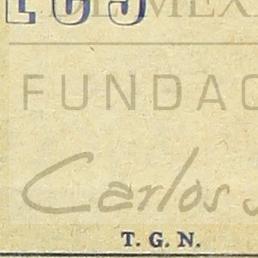 MEX
FUNDAC
Carlos S
T. G. N.